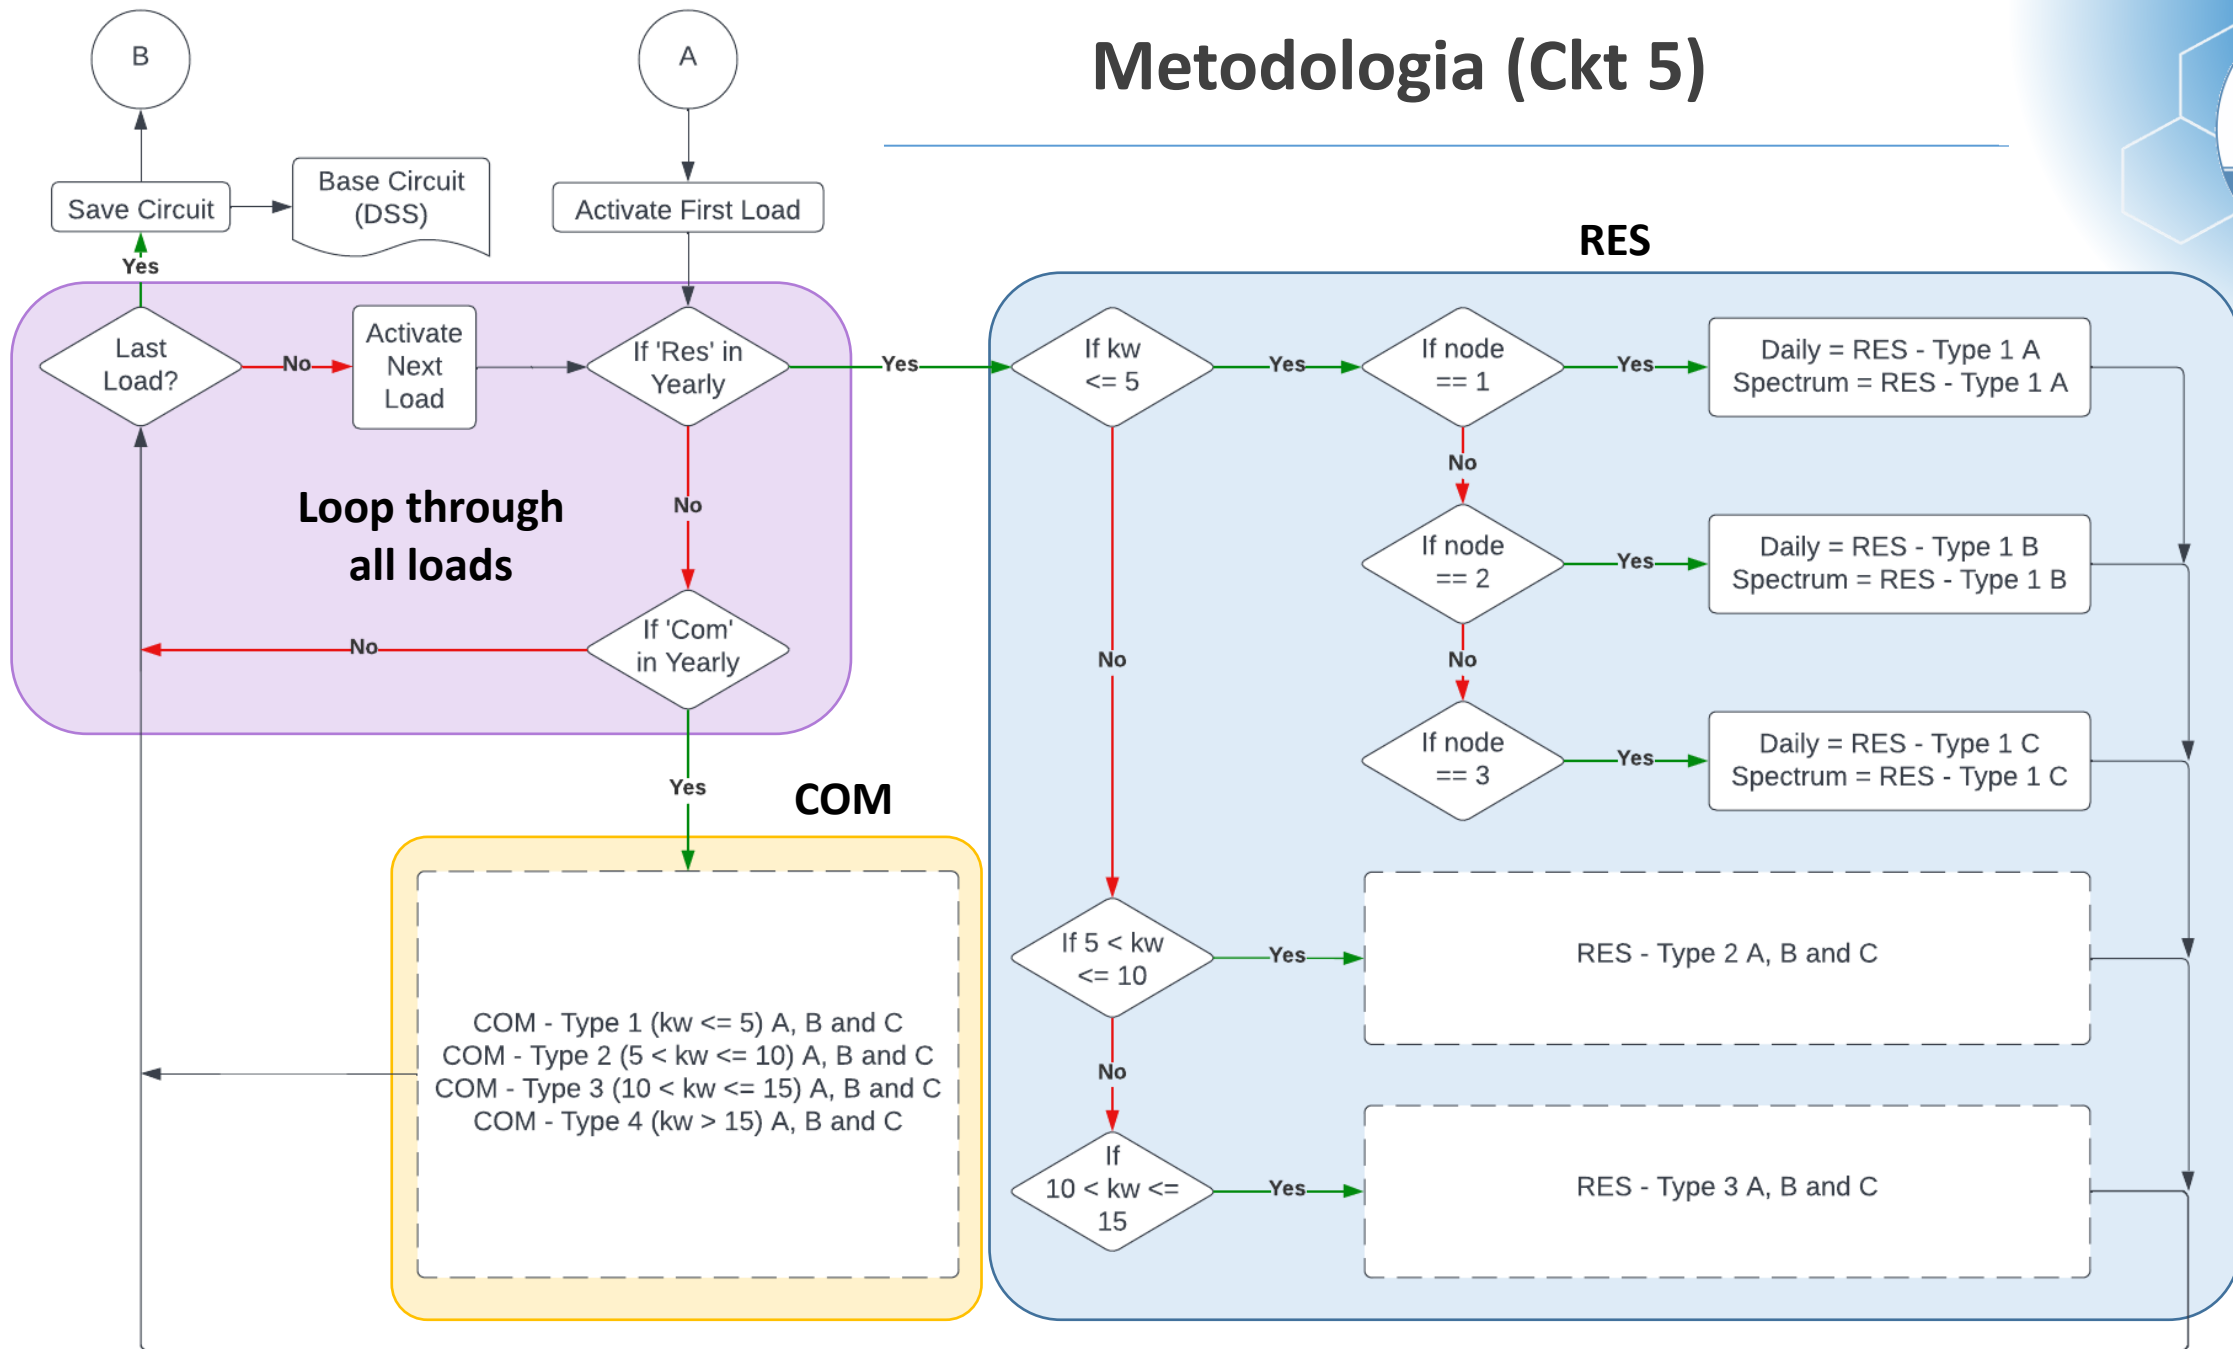 Metodologia (Ckt 5)
B
A
Save Circuit
Base Circuit
(DSS)
Activate First Load
Yes
Last
Load?
No
Activate
Next
Load
If 'Res' in
Yearly
Yes
No
Loop through
all loads
If 'Com'
in Yearly
No
Yes
COM
COM - Type 1 (kw <= 5) A, B and C
COM - Type 2 (5 < kw <= 10) A, B and C
COM - Type 3 (10 < kw <= 15) A, B and C
COM - Type 4 (kw > 15) A, B and C
RES
If kw
<= 5
Yes
If node
== 1
Yes
Daily = RES - Type 1 A
Spectrum = RES - Type 1 A
No
If node
== 2
Yes
Daily = RES - Type 1 B
Spectrum = RES - Type 1 B
No
No
If node
== 3
Yes
Daily = RES - Type 1 C
Spectrum = RES - Type 1 C
If 5 < kw
<= 10
Yes
RES - Type 2 A, B and C
No
If
10 < kw <=
15
Yes
RES - Type 3 A, B and C